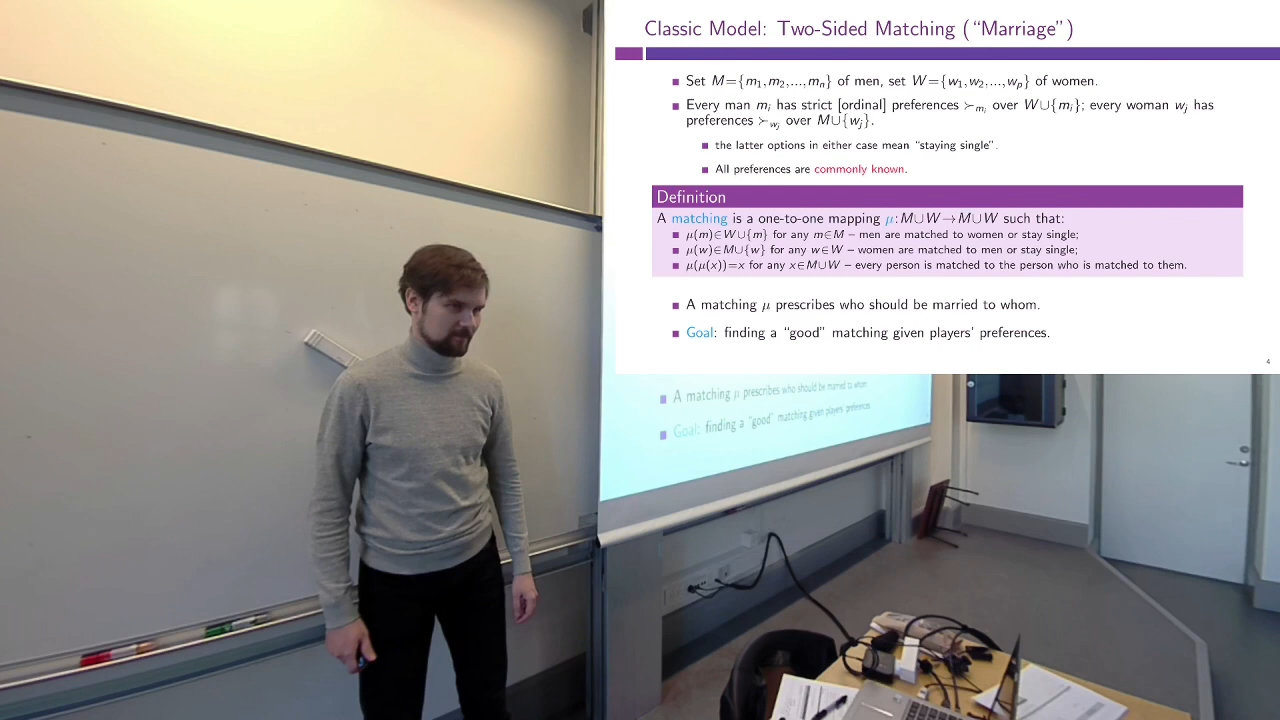 Classic Model: Two-Sided Matching (“Marriage”)
Set M={m₁,m₂,...,mₙ} of men, set W={w₁,w₂,...,wₚ} of women.
Every man mᵢ has strict [ordinal] preferences ≻ₘᵢ over W∪{mᵢ}; every woman wⱼ has
preferences ≻wⱼ over M∪{wⱼ}.
the latter options in either case mean “staying single”.
All preferences are commonly known.
Definition
A matching is a one-to-one mapping μ:M∪W→M∪W such that:
μ(m)∈W∪{m} for any m∈M – men are matched to women or stay single;
μ(w)∈M∪{w} for any w∈W – women are matched to men or stay single;
μ(μ(x))=x for any x∈M∪W – every person is matched to the person who is matched to them.
A matching μ prescribes who should be married to whom.
Goal: finding a “good” matching given players’ preferences.
4
A matching μ prescribes who should be married to whom
Goal: finding a “good” matching given players’ preferences